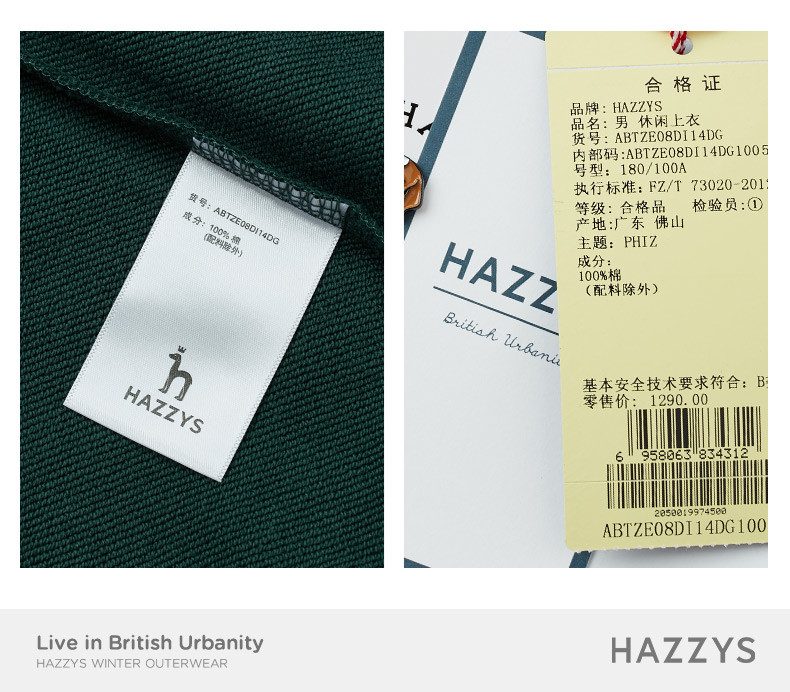 货号: ABTZE08DI14DG
成分: 100% 棉
(配料除外)
HAZZYS
HA
HAZZ
British Urbani
合格证
品牌: HAZZYS
品名: 男 休闲上衣
货号: ABTZE08DI14DG
内部码:ABTZE08DI14DG1005
号型: 180/100A
执行标准: FZ/T 73020-201
等级: 合格品 检验员:①
产地:广东 佛山
主题: PHIZ
成分:
100%棉
(配料除外)
基本安全技术要求符合: B
零售价: 1290.00
6 958063 834312
2050019974500
ABTZE08DI14DG100
Live in British Urbanity
HAZZYS WINTER OUTERWEAR
HAZZYS